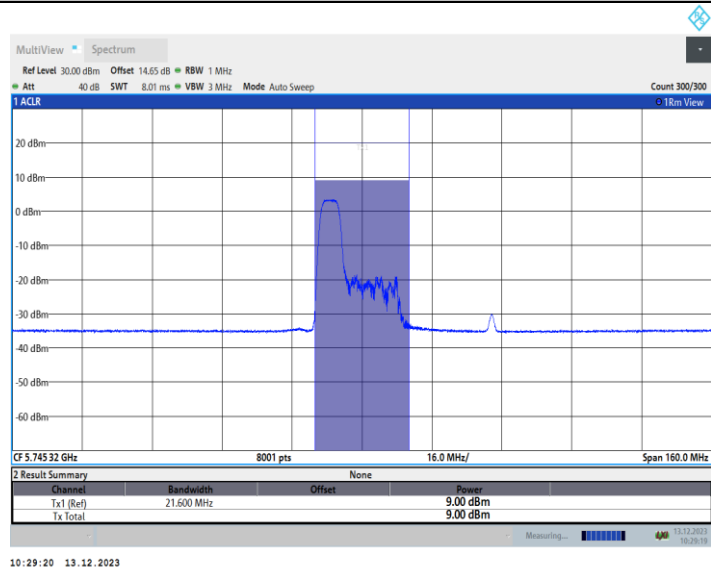 MultiView Spectrum
Ref Level 30.00 dBm Offset 14.65 dB RBW 1 MHz
Att 40 dB SWT 8.01 ms VBW 3 MHz Mode Auto Sweep Count 300/300
1 ACLR 1Rm View
20 dBm
10 dBm
0 dBm
-10 dBm
-20 dBm
-30 dBm
-40 dBm
-50 dBm
-60 dBm
CF 5.745 32 GHz 8001 pts 16.0 MHz/ Span 160.0 MHz
2 Result Summary None
Channel Bandwidth Offset Power
Tx1 (Ref) 21.600 MHz 9.00 dBm
Tx Total 9.00 dBm
Measuring... 13.12.2023
10:29:19
10:29:20 13.12.2023